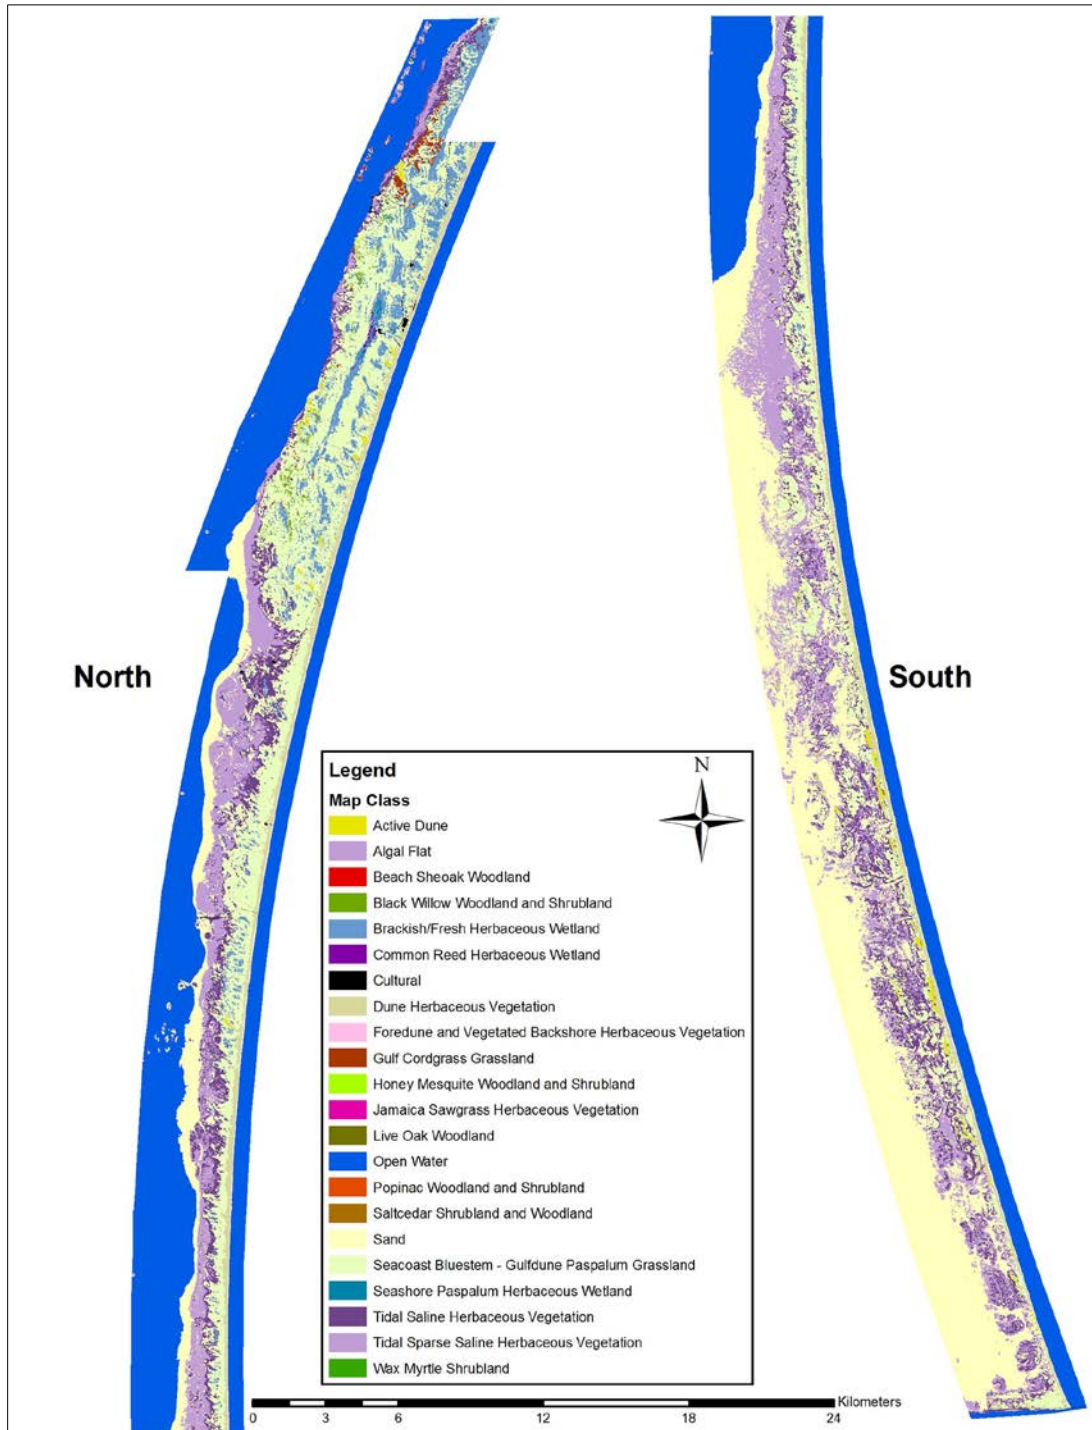 North
South
Legend
N
Map Class
Active Dune
Algal Flat
Beach Sheoak Woodland
Black Willow Woodland and Shrubland
Brackish/Fresh Herbaceous Wetland
Common Reed Herbaceous Wetland
Cultural
Dune Herbaceous Vegetation
Foredune and Vegetated Backshore Herbaceous Vegetation
Gulf Cordgrass Grassland
Honey Mesquite Woodland and Shrubland
Jamaica Sawgrass Herbaceous Vegetation
Live Oak Woodland
Open Water
Popinac Woodland and Shrubland
Saltcedar Shrubland and Woodland
Sand
Seacoast Bluestem - Gulfdune Paspalum Grassland
Seashore Paspalum Herbaceous Wetland
Tidal Saline Herbaceous Vegetation
Tidal Sparse Saline Herbaceous Vegetation
Wax Myrtle Shrubland
Kilometers
0 3 6 12 18 24